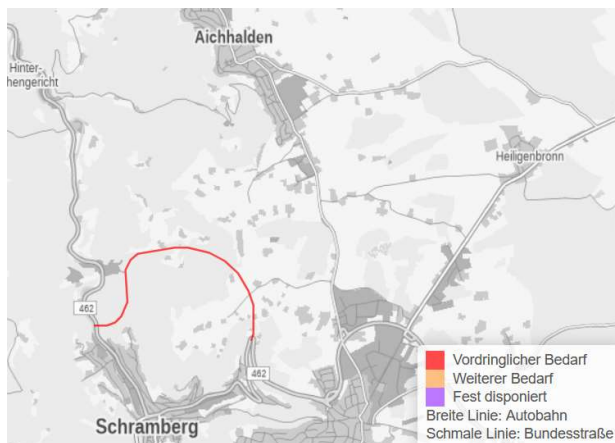 Aichhalden
Hinter-
hengericht
Heiligenbronn
462
462
Schramberg
Vordringlicher Bedarf
Weiterer Bedarf
Fest disponiert
Breite Linie: Autobahn
Schmale Linie: Bundesstraße